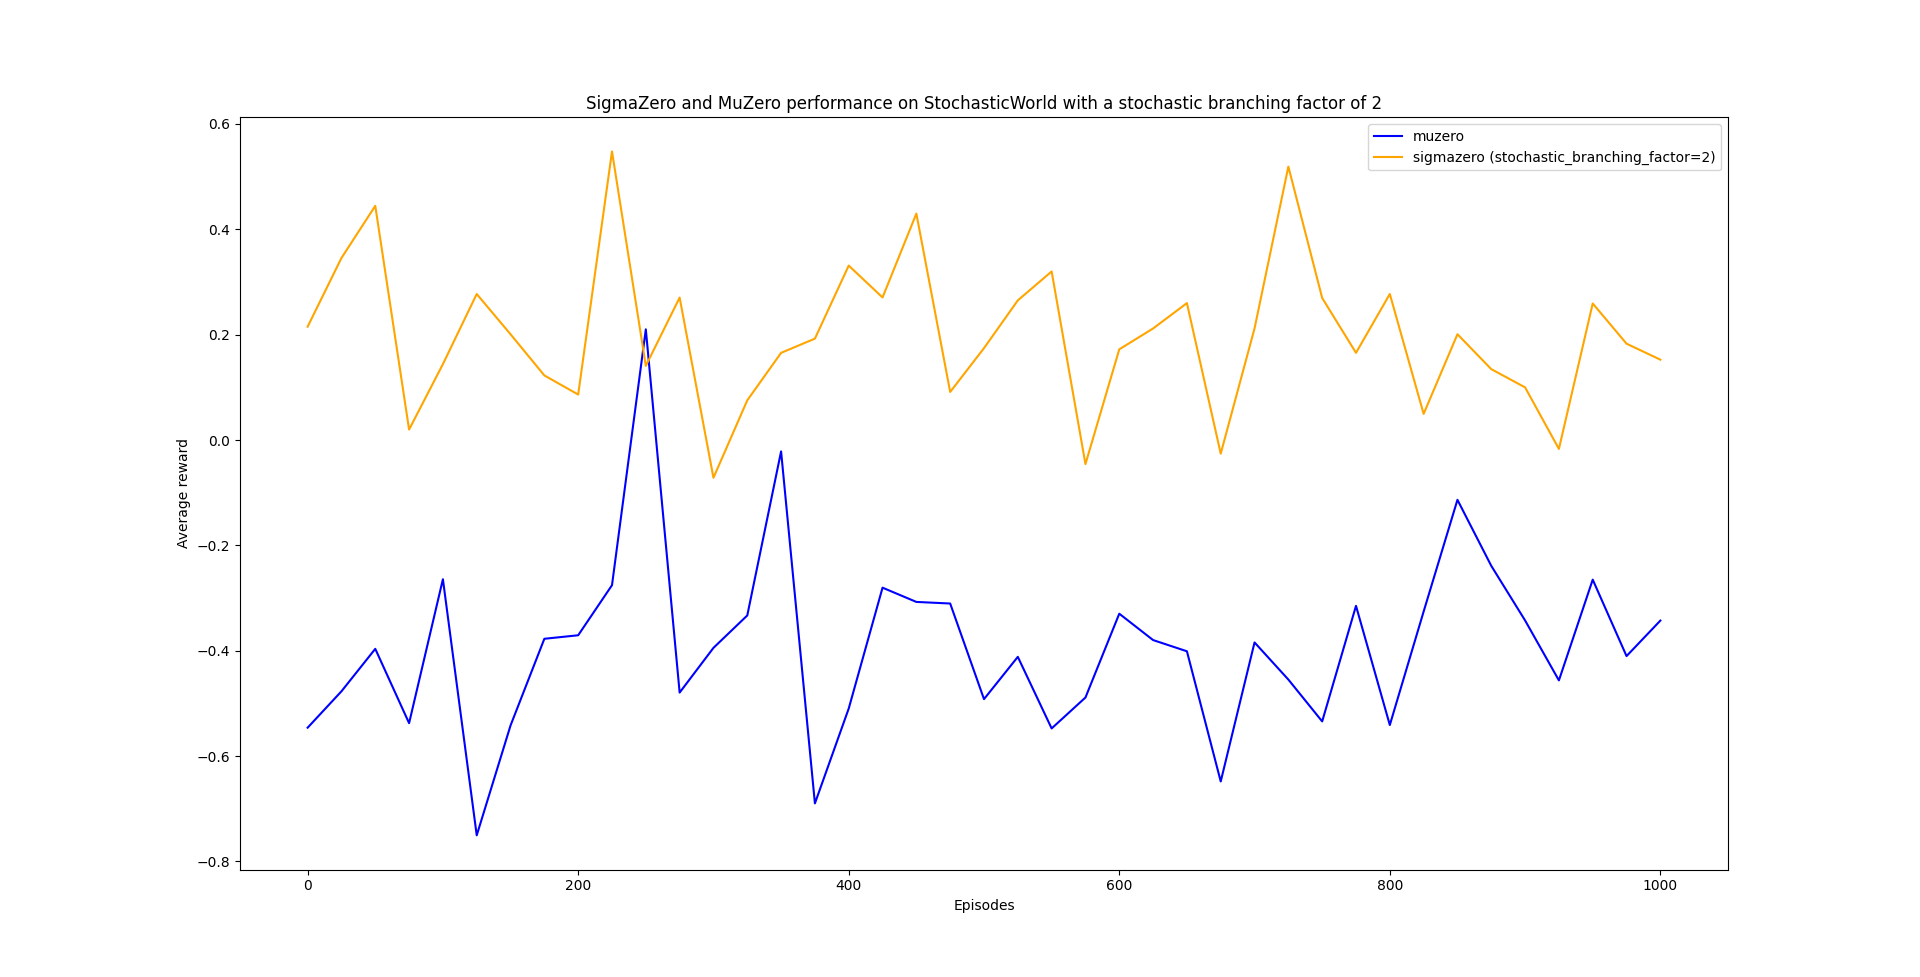 SigmaZero and MuZero performance on StochasticWorld with a stochastic branching factor of 2
muzero
sigmazero (stochastic_branching_factor=2)
Average reward
0.6
0.4
0.2
0.0
−0.2
−0.4
−0.6
−0.8
0 200 400 600 800 1000
Episodes